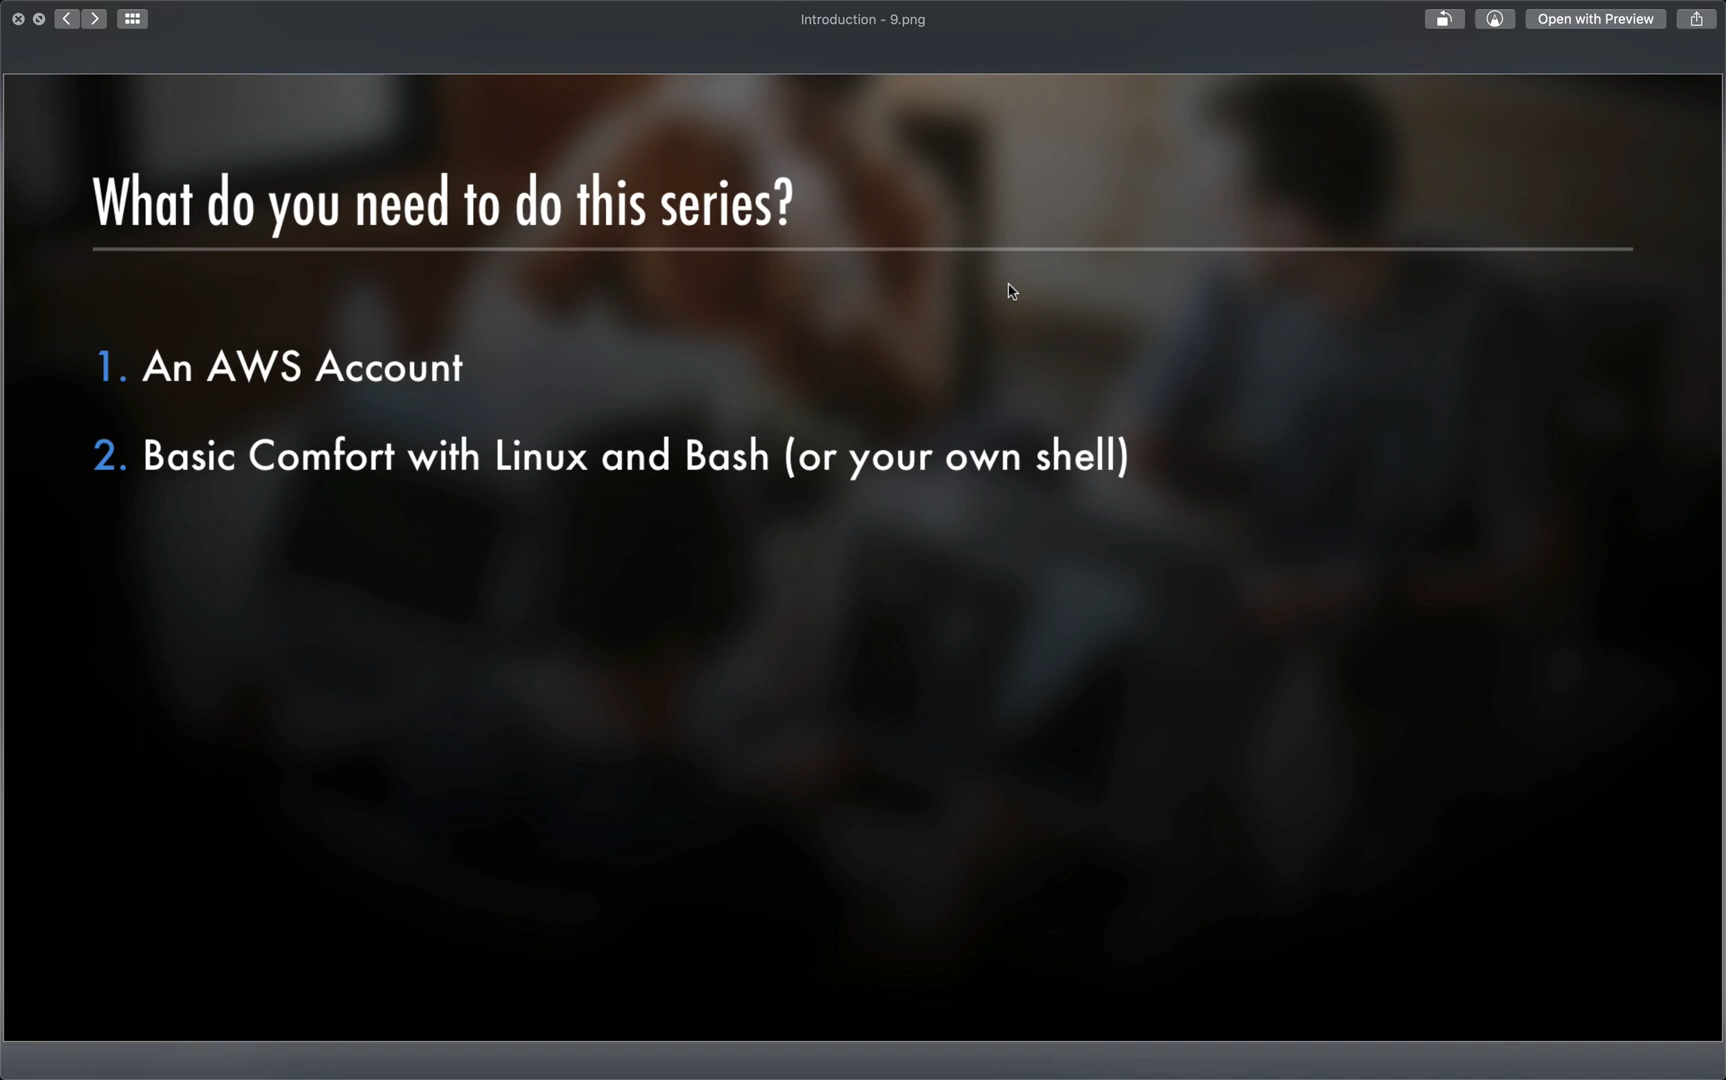 Introduction - 9.png
Open with Preview
What do you need to do this series?
1. An AWS Account
2. Basic Comfort with Linux and Bash (or your own shell)